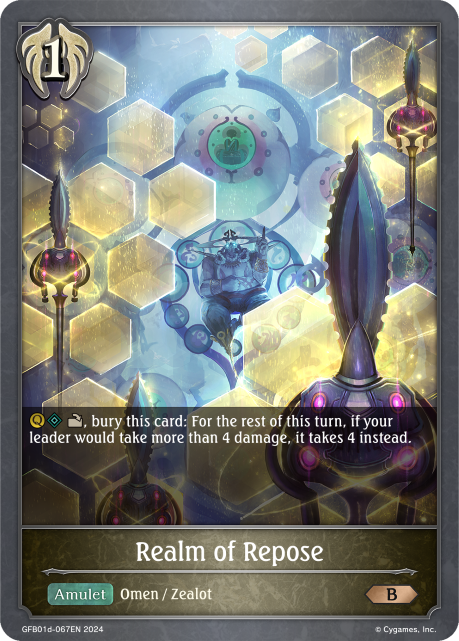 1
Q, bury this card: For the rest of this turn, if your
leader would take more than 4 damage, it takes 4 instead.
Realm of Repose
Amulet Omen / Zealot B
GFB01d-067EN 2024 © Cygames, Inc.